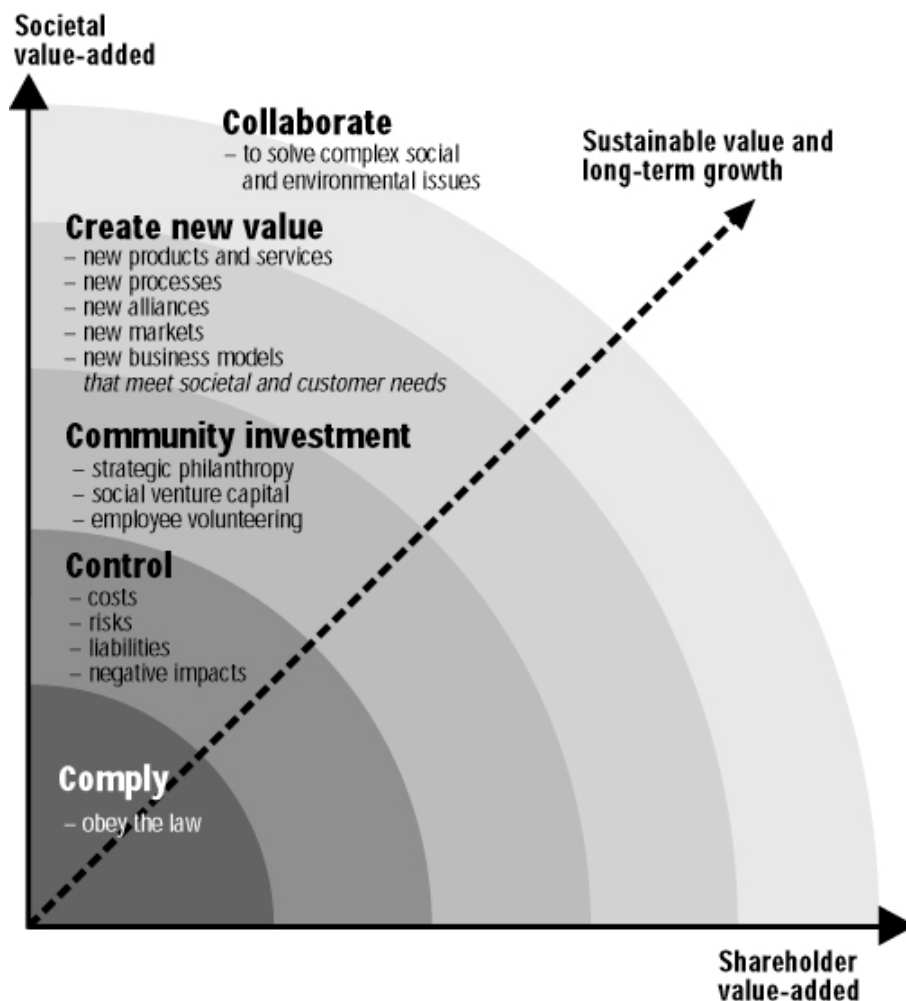 Societal
value-added
Collaborate
– to solve complex social
and environmental issues
Sustainable value and
long-term growth
Create new value
– new products and services
– new processes
– new alliances
– new markets
– new business models
that meet societal and customer needs
Community investment
– strategic philanthropy
– social venture capital
– employee volunteering
Control
– costs
– risks
– liabilities
– negative impacts
Comply
– obey the law
Shareholder
value-added